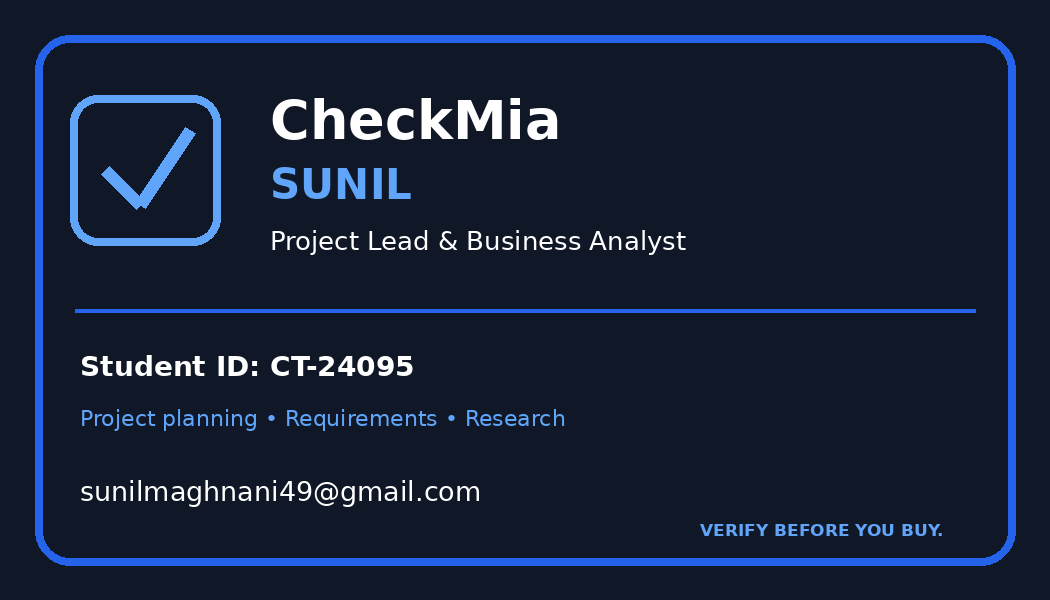 CheckMia
SUNIL
Project Lead & Business Analyst
Student ID: CT-24095
Project planning • Requirements • Research
sunilmaghnani49@gmail.com
VERIFY BEFORE YOU BUY.